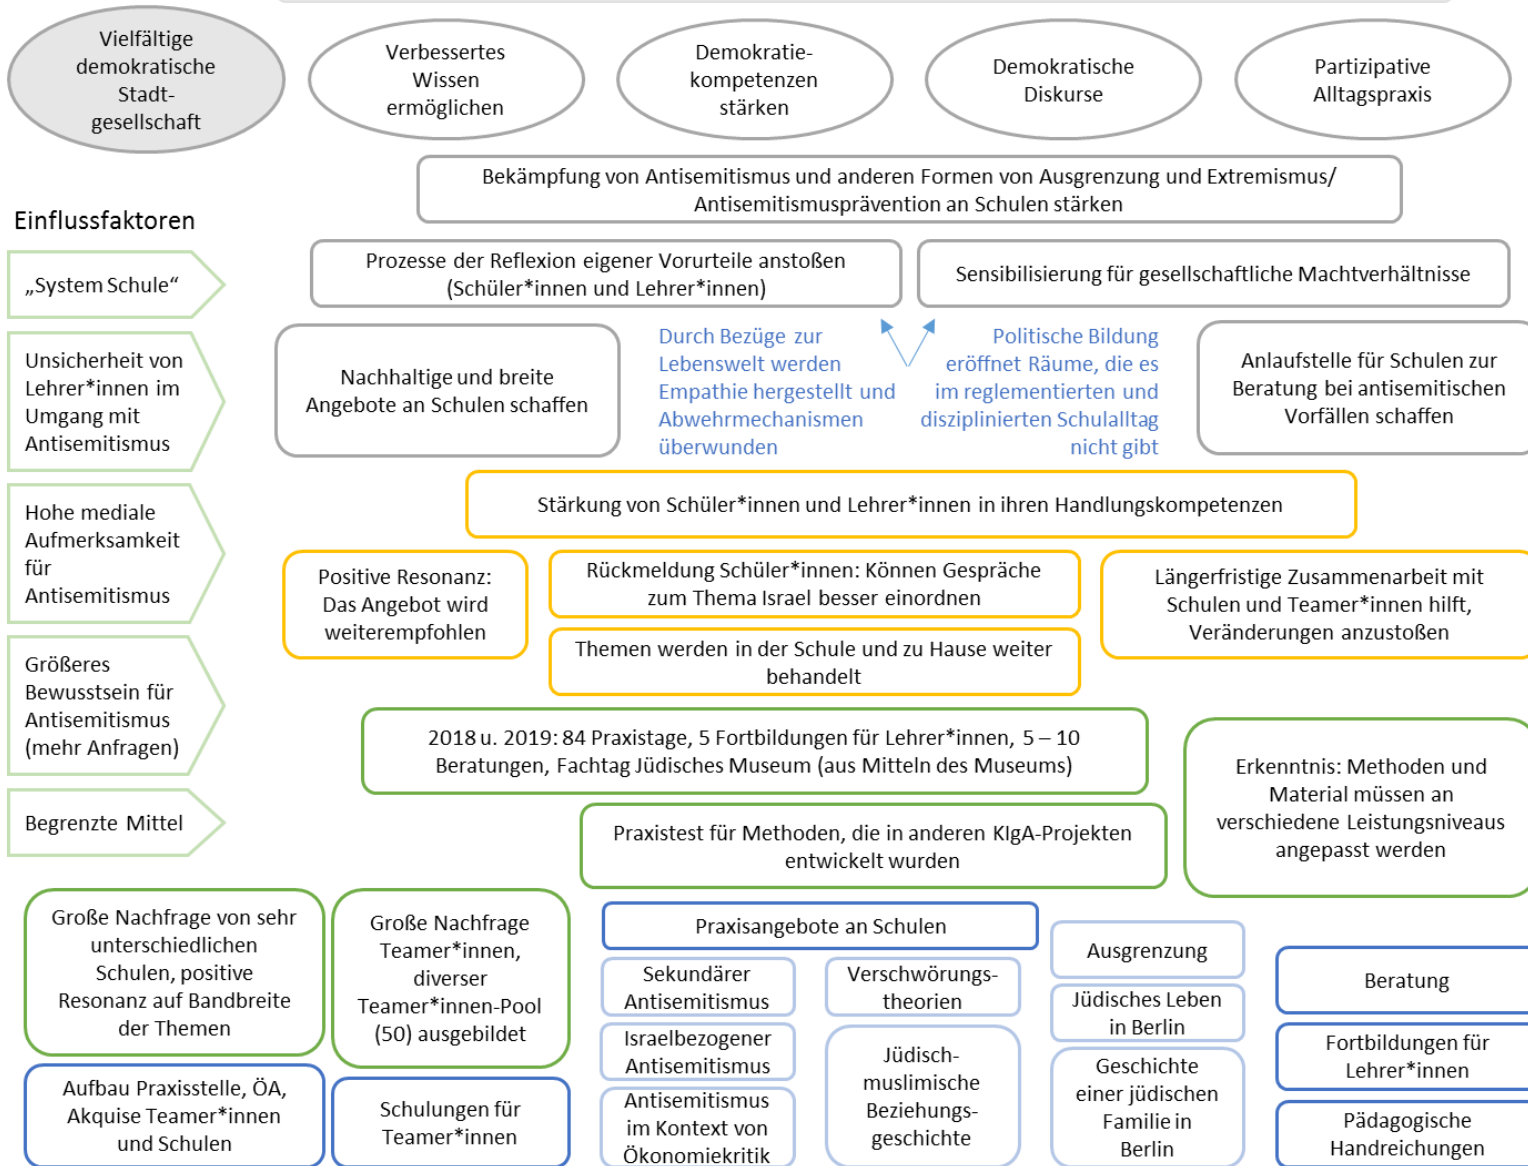 Vielfältige
demokratische
Stadt-
gesellschaft
Verbessertes
Wissen
ermöglichen
Demokratie-
kompetenzen
stärken
Demokratische
Diskurse
Partizipative
Alltagspraxis
Bekämpfung von Antisemitismus und anderen Formen von Ausgrenzung und Extremismus/
Antisemitismusprävention an Schulen stärken
Einflussfaktoren
„System Schule“
Prozesse der Reflexion eigener Vorurteile anstoßen
(Schüler*innen und Lehrer*innen)
Sensibilisierung für gesellschaftliche Machtverhältnisse
Unsicherheit von
Lehrer*innen im
Umgang mit
Antisemitismus
Nachhaltige und breite
Angebote an Schulen schaffen
Durch Bezüge zur
Lebenswelt werden
Empathie hergestellt und
Abwehrmechanismen
überwunden
Politische Bildung
eröffnet Räume, die es
im reglementierten und
disziplinierten Schulalltag
nicht gibt
Anlaufstelle für Schulen zur
Beratung bei antisemitischen
Vorfällen schaffen
Stärkung von Schüler*innen und Lehrer*innen in ihren Handlungskompetenzen
Hohe mediale
Aufmerksamkeit
für
Antisemitismus
Positive Resonanz:
Das Angebot wird
weiterempfohlen
Rückmeldung Schüler*innen: Können Gespräche
zum Thema Israel besser einordnen
Längerfristige Zusammenarbeit mit
Schulen und Teamer*innen hilft,
Veränderungen anzustoßen
Themen werden in der Schule und zu Hause weiter
behandelt
Größeres
Bewusstsein für
Antisemitismus
(mehr Anfragen)
2018 u. 2019: 84 Praxistage, 5 Fortbildungen für Lehrer*innen, 5 – 10
Beratungen, Fachtag Jüdisches Museum (aus Mitteln des Museums)
Erkenntnis: Methoden und
Material müssen an
verschiedene Leistungsniveaus
angepasst werden
Begrenzte Mittel
Praxistest für Methoden, die in anderen KIgA-Projekten
entwickelt wurden
Große Nachfrage von sehr
unterschiedlichen
Schulen, positive
Resonanz auf Bandbreite
der Themen
Große Nachfrage
Teamer*innen,
diverser
Teamer*innen-Pool
(50) ausgebildet
Praxisangebote an Schulen
Sekundärer
Antisemitismus
Verschwörungs-
theorien
Ausgrenzung
Jüdisches Leben
in Berlin
Beratung
Israelbezogener
Antisemitismus
Jüdisch-
muslimische
Beziehungs-
geschichte
Geschichte
einer jüdischen
Familie in
Berlin
Fortbildungen für
Lehrer*innen
Aufbau Praxisstelle, ÖA,
Akquise Teamer*innen
und Schulen
Schulungen für
Teamer*innen
Antisemitismus
im Kontext von
Ökonomiekritik
Pädagogische
Handreichungen